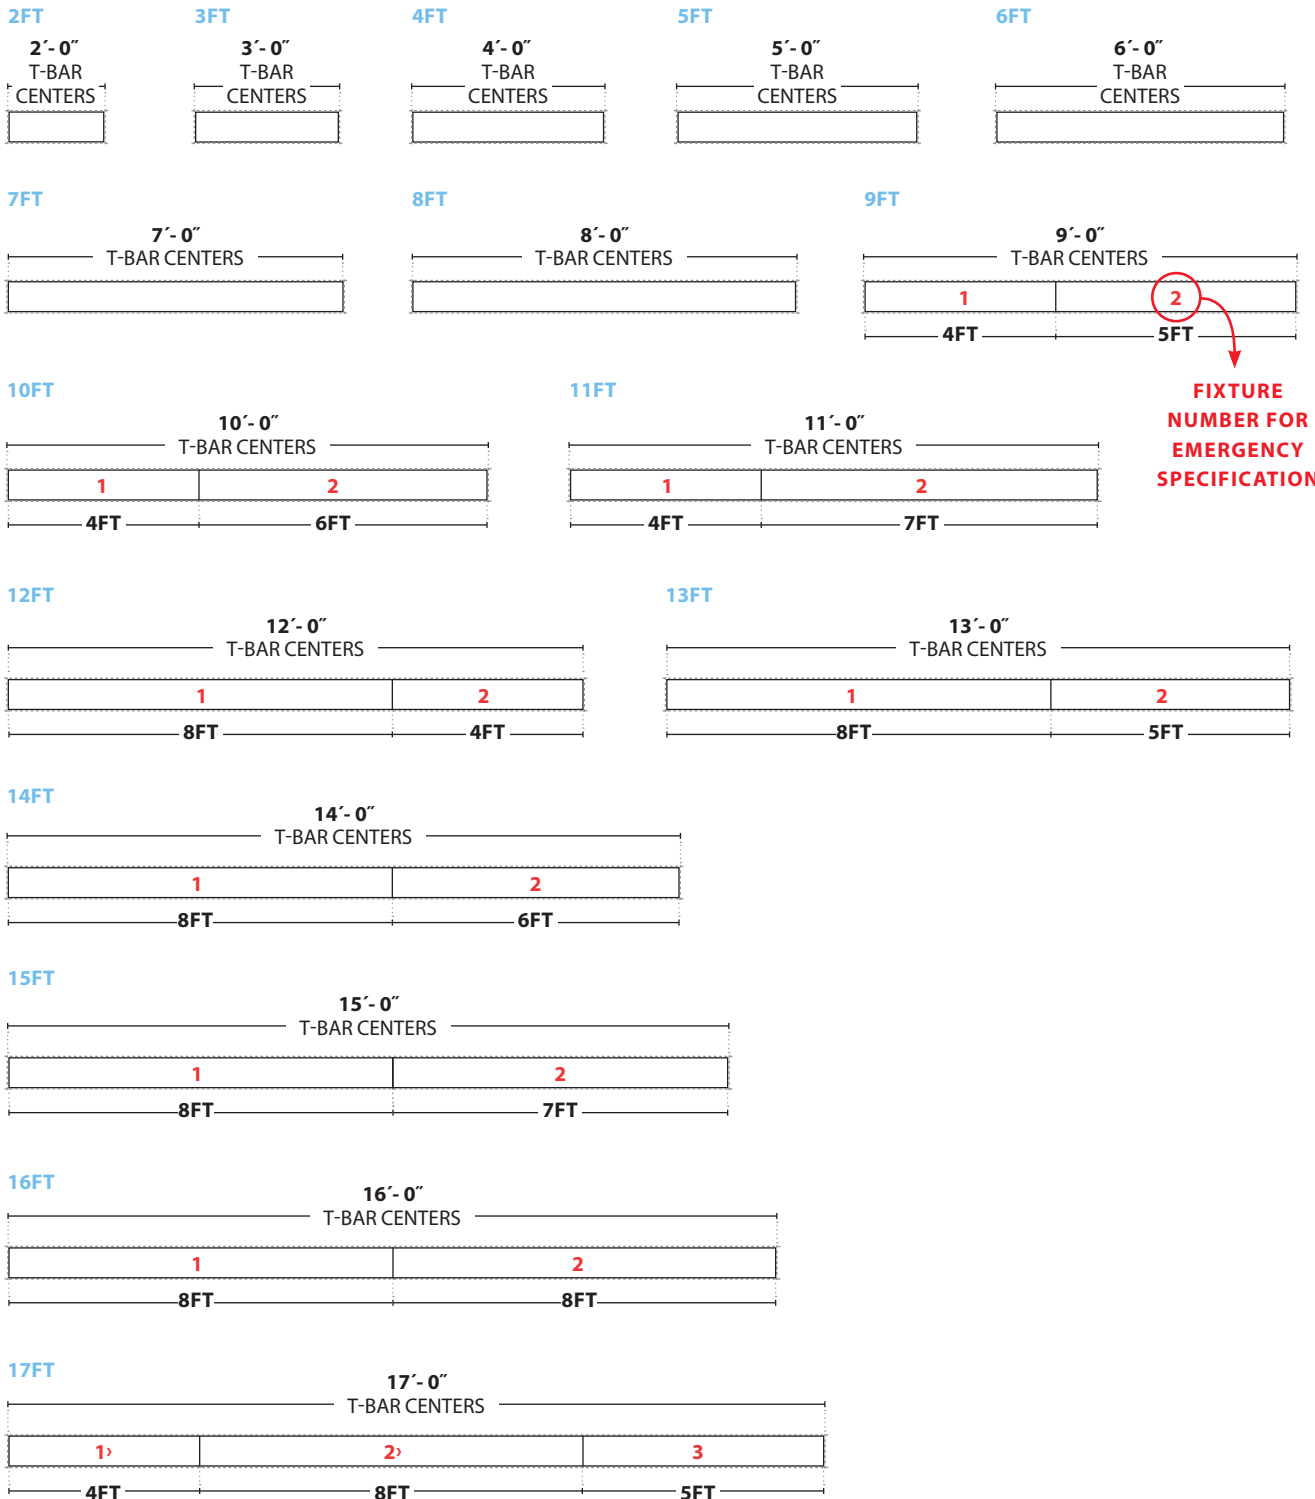 2FT
3FT
4FT
5FT
6FT
2´- 0˝
T-BAR
CENTERS
3´- 0˝
T-BAR
CENTERS
4´- 0˝
T-BAR
CENTERS
5´- 0˝
T-BAR
CENTERS
6´- 0˝
T-BAR
CENTERS
7FT
8FT
9FT
7´- 0˝
T-BAR CENTERS
8´- 0˝
T-BAR CENTERS
9´- 0˝
T-BAR CENTERS
1
2
4FT
5FT
FIXTURE
NUMBER FOR
EMERGENCY
SPECIFICATION
10FT
11FT
10´- 0˝
T-BAR CENTERS
1
2
4FT
6FT
11´- 0˝
T-BAR CENTERS
1
2
4FT
7FT
12FT
13FT
12´- 0˝
T-BAR CENTERS
1
2
8FT
4FT
13´- 0˝
T-BAR CENTERS
1
2
8FT
5FT
14FT
14´- 0˝
T-BAR CENTERS
1
2
8FT
6FT
15FT
15´- 0˝
T-BAR CENTERS
1
2
8FT
7FT
16FT
16´- 0˝
T-BAR CENTERS
1
2
8FT
8FT
17FT
17´- 0˝
T-BAR CENTERS
1›
2›
3
4FT
8FT
5FT